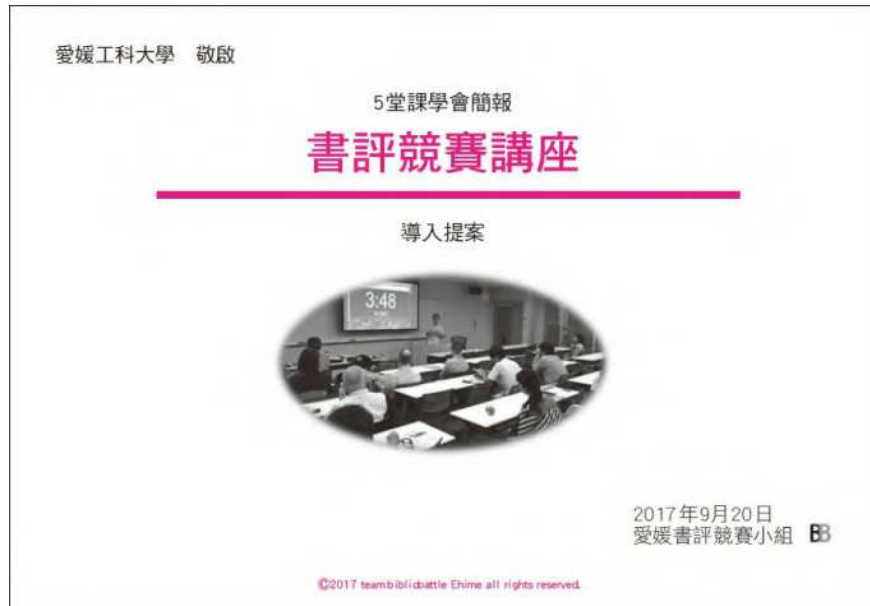 愛媛工科大學　敬啟
5堂課學會簡報
書評競賽講座
導入提案
3:48
2017年9月20日
愛媛書評競賽小組 BB
©2017 teambibliobattle Ehime all rights reserved.